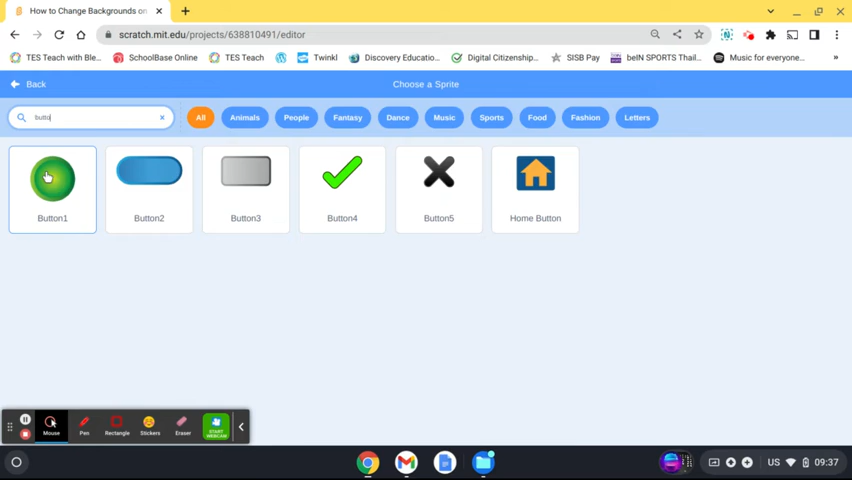 How to Change Backgrounds on
scratch.mit.edu/projects/638810491/editor
TES Teach with Ble...
SchoolBase Online
TES Teach
Twinkl
Discovery Educatio...
Digital Citizenship...
SISB Pay
beIN SPORTS Thail...
Music for everyone...
»
Back
Choose a Sprite
butto
All
Animals
People
Fantasy
Dance
Music
Sports
Food
Fashion
Letters
Button1
Button2
Button3
Button4
Button5
Home Button
Mouse
Pen
Rectangle
Stickers
Eraser
START
WEBCAM
US
09:37